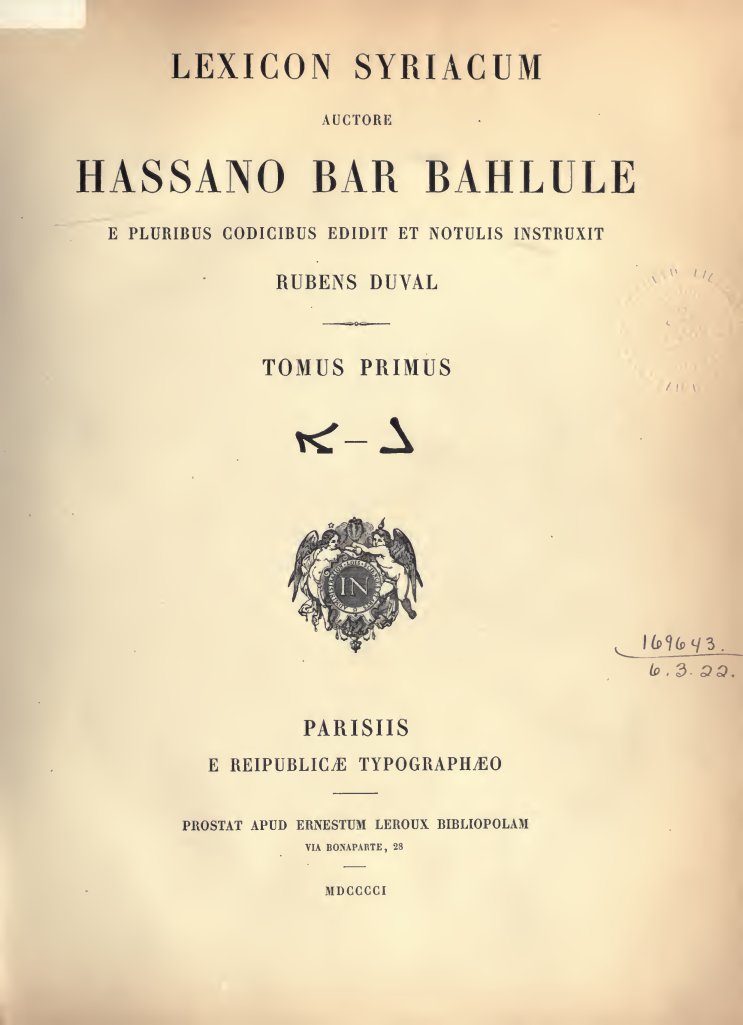 LEXICON SYRIACUM
AUCTORE
HASSANO BAR BAHLULE
E PLURIBUS CODICIBUS EDIDIT ET NOTULIS INSTRUXIT
RUBENS DUVAL
TOMUS PRIMUS
ܐ — ܠ
IN
169643.
6.3.22.
PARISIIS
E REIPUBLICÆ TYPOGRAPHÆO
PROSTAT APUD ERNESTUM LEROUX BIBLIOPOLAM
VIA BONAPARTE, 28
MDCCCCI